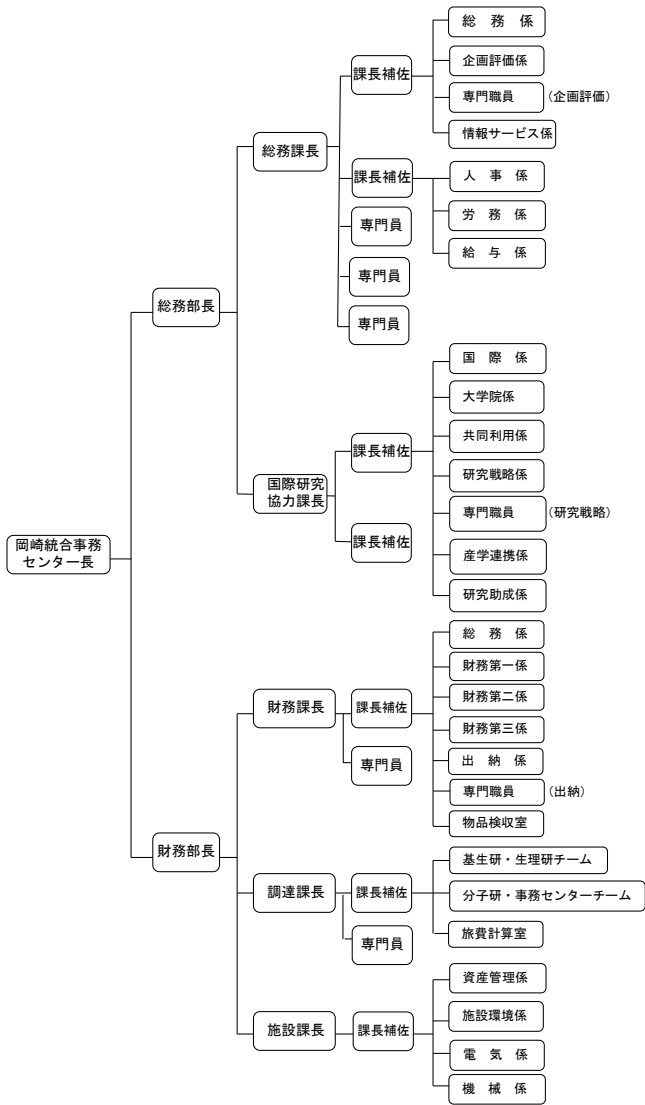 岡崎統合事務
センター長
総務部長
総務課長
課長補佐
総　務　係
企画評価係
専門職員 (企画評価)
情報サービス係
課長補佐
人　事　係
労　務　係
給　与　係
専門員
専門員
専門員
国際研究
協力課長
課長補佐
国　際　係
大学院係
共同利用係
研究戦略係
専門職員 (研究戦略)
産学連携係
研究助成係
課長補佐
財務部長
財務課長
課長補佐
総　務　係
財務第一係
財務第二係
財務第三係
出　納　係
専門職員 (出納)
物品検収室
専門員
調達課長
課長補佐
基生研・生理研チーム
分子研・事務センターチーム
旅費計算室
専門員
施設課長
課長補佐
資産管理係
施設環境係
電　気　係
機　械　係